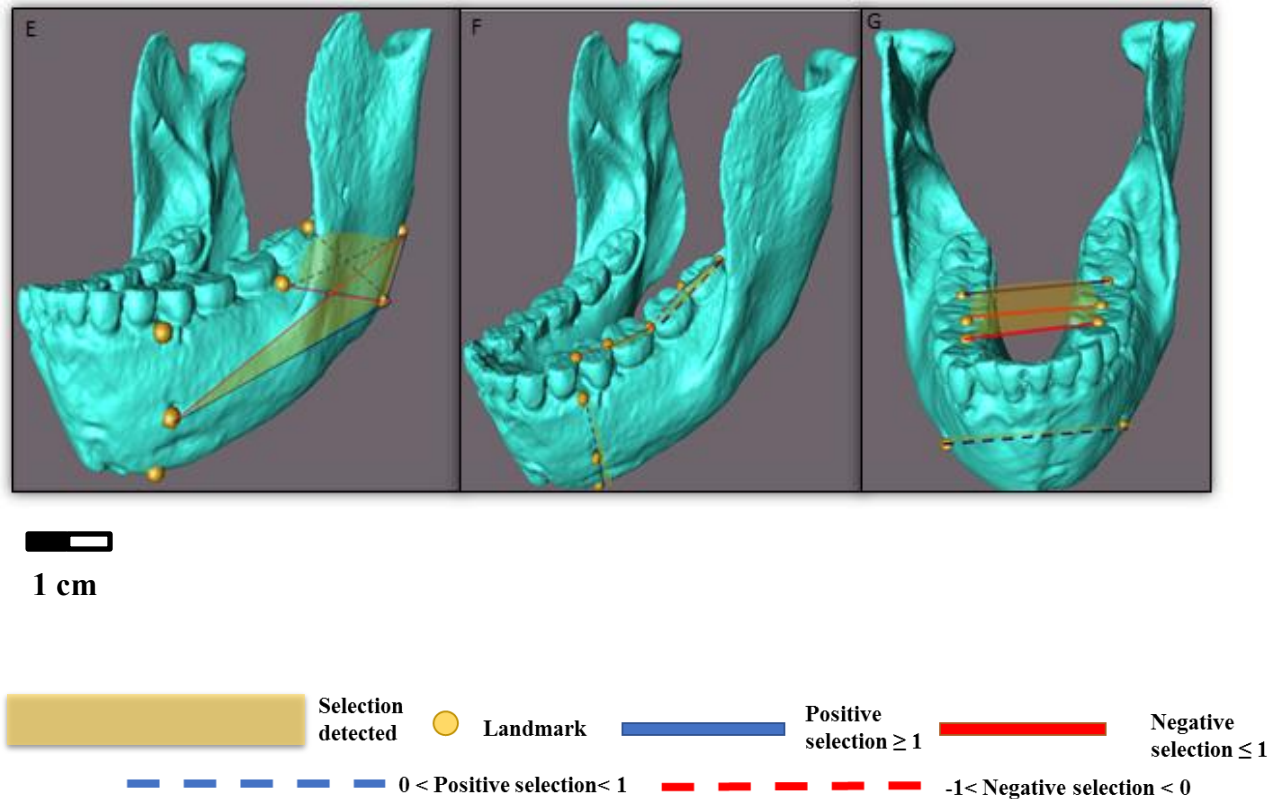 E
F
G
1 cm
Selection
detected
Landmark
Positive
selection ≥ 1
Negative
selection ≤ 1
0 < Positive selection< 1
-1< Negative selection < 0